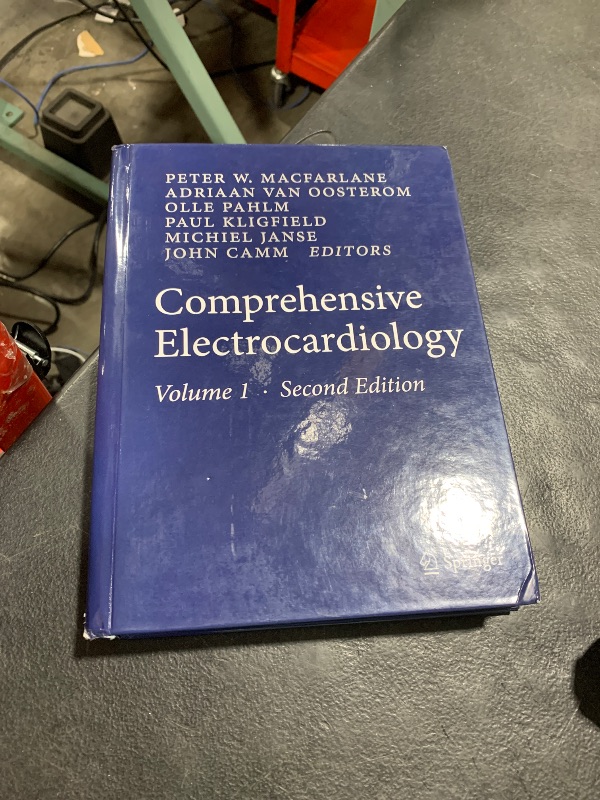 PETER W. MACFARLANE
ADRIAAN VAN OOSTEROM
OLLE PAHLM
PAUL KLIGFIELD
MICHIEL JANSE
JOHN CAMM EDITORS
Comprehensive
Electrocardiology
Volume 1 · Second Edition
Springer